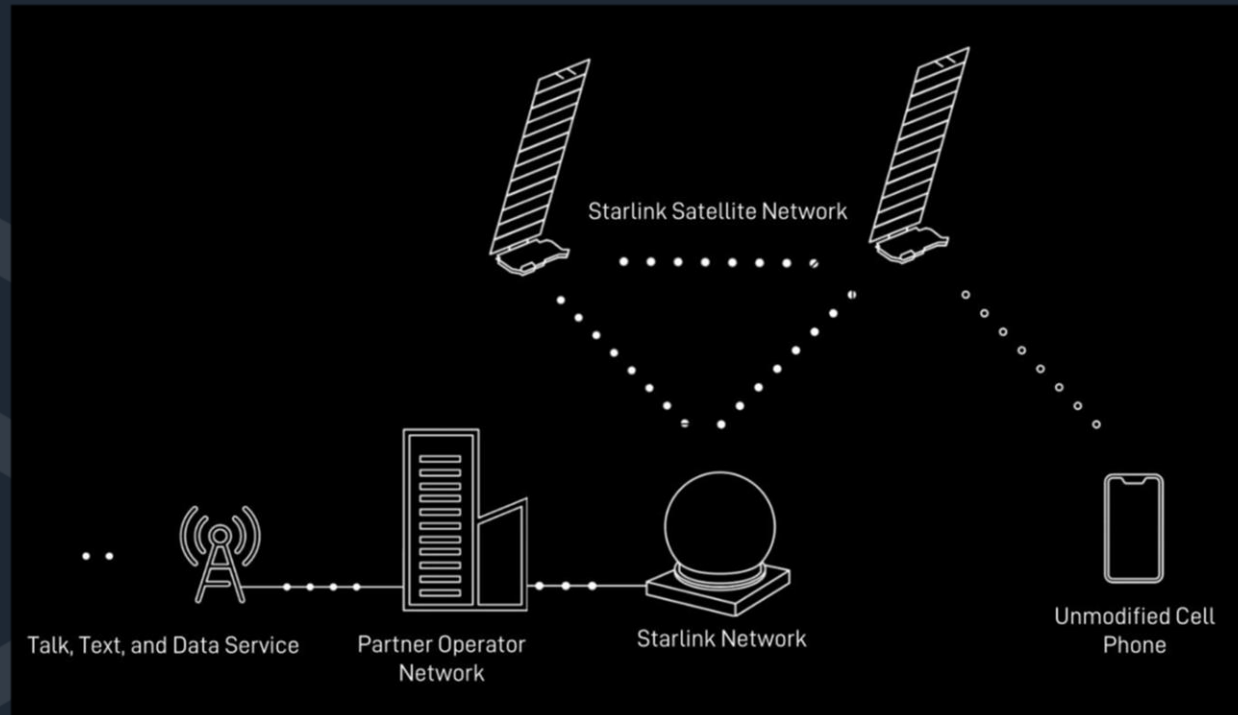 Starlink Satellite Network
Talk, Text, and Data Service
Partner Operator
Network
Starlink Network
Unmodified Cell
Phone